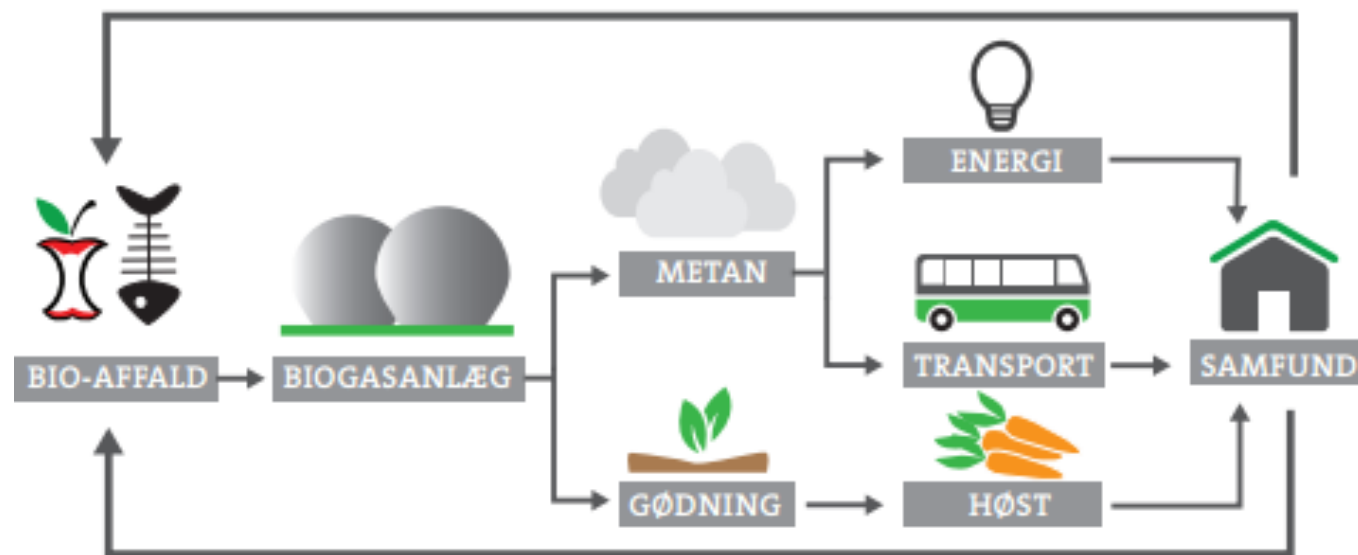 ENERGI
METAN
BIO-AFFALD
BIOGASANLÆG
TRANSPORT
SAMFUND
GØDNING
HØST